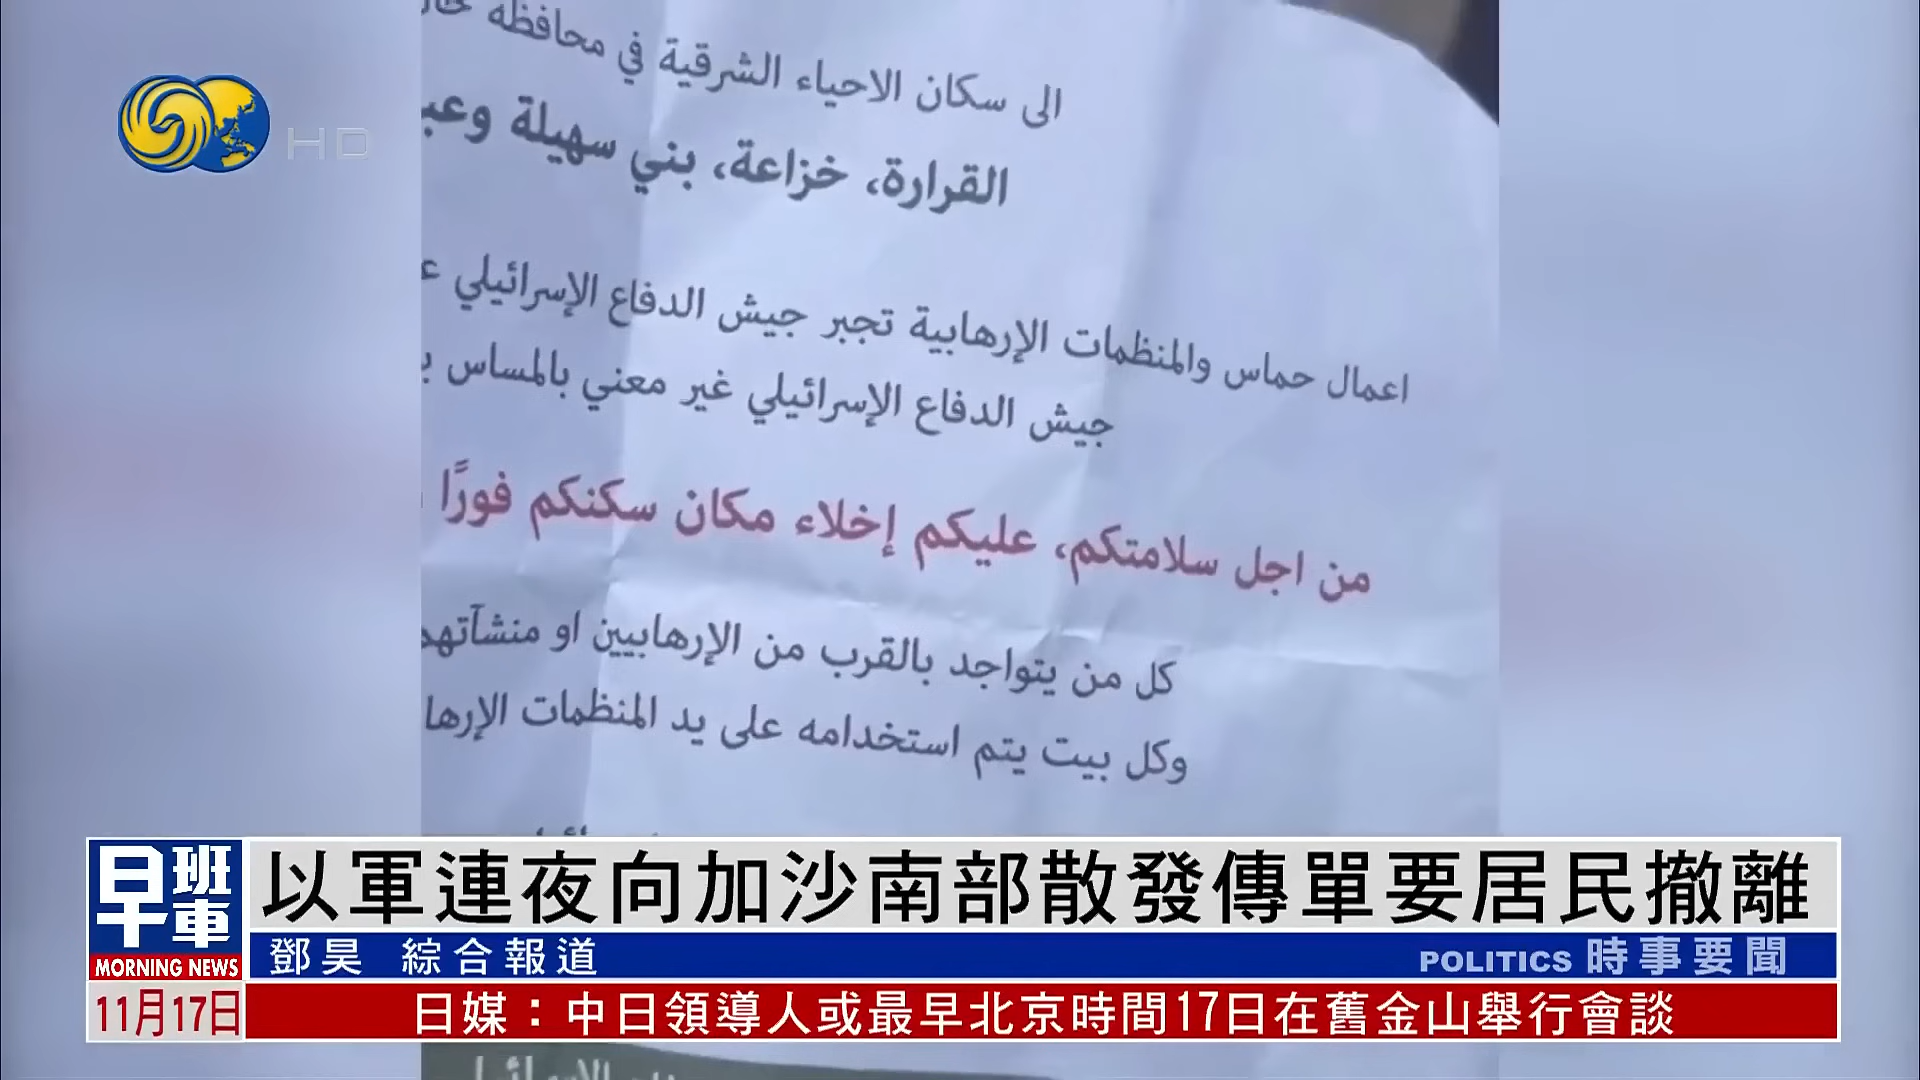 الى سكان الاحياء الشرقية في محافظة
القرارة، خزاعة، بني سهيلة
اعمال حماس والمنظمات الإرهابية تجبر جيش الدفاع الإسرائيلي
جيش الدفاع الإسرائيلي غير معني بالمساس
من اجل سلامتكم، عليكم إخلاء مكان سكنكم فورًا
كل من يتواجد بالقرب من الإرهابيين او
وكل بيت يتم استخدامه على يد المنظمات
HD
早班車
MORNING NEWS
11月17日
以軍連夜向加沙南部散發傳單要居民撤離
鄧昊 綜合報道
POLITICS 時事要聞
日媒：中日領導人或最早北京時間17日在舊金山舉行會談